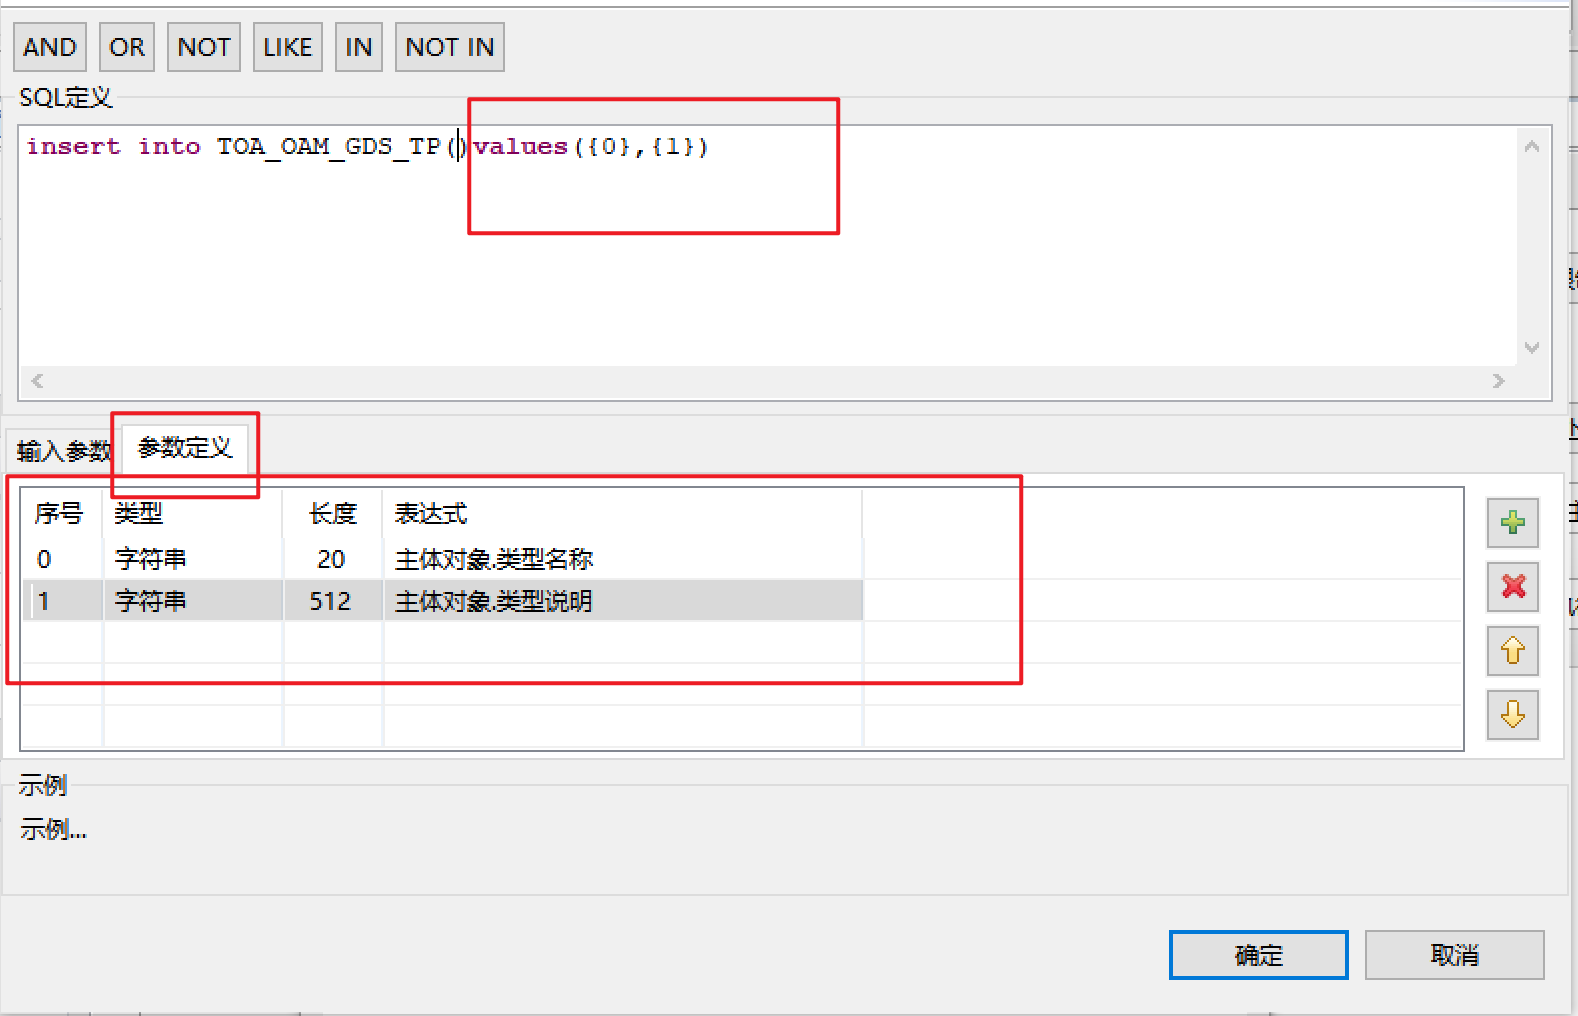 AND OR NOT LIKE IN NOT IN
SQL定义
insert into TOA_OAM_GDS_TP()values({0},{1})
输入参数 参数定义
序号 类型 长度 表达式
0 字符串 20 主体对象.类型名称
1 字符串 512 主体对象.类型说明
示例
示例...
确定 取消